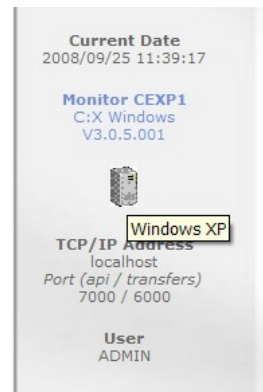 Current Date
2008/09/25 11:39:17
Monitor CEXP1
C:X Windows
V3.0.5.001
Windows XP
TCP/IP Address
localhost
Port (api / transfers)
7000 / 6000
User
ADMIN